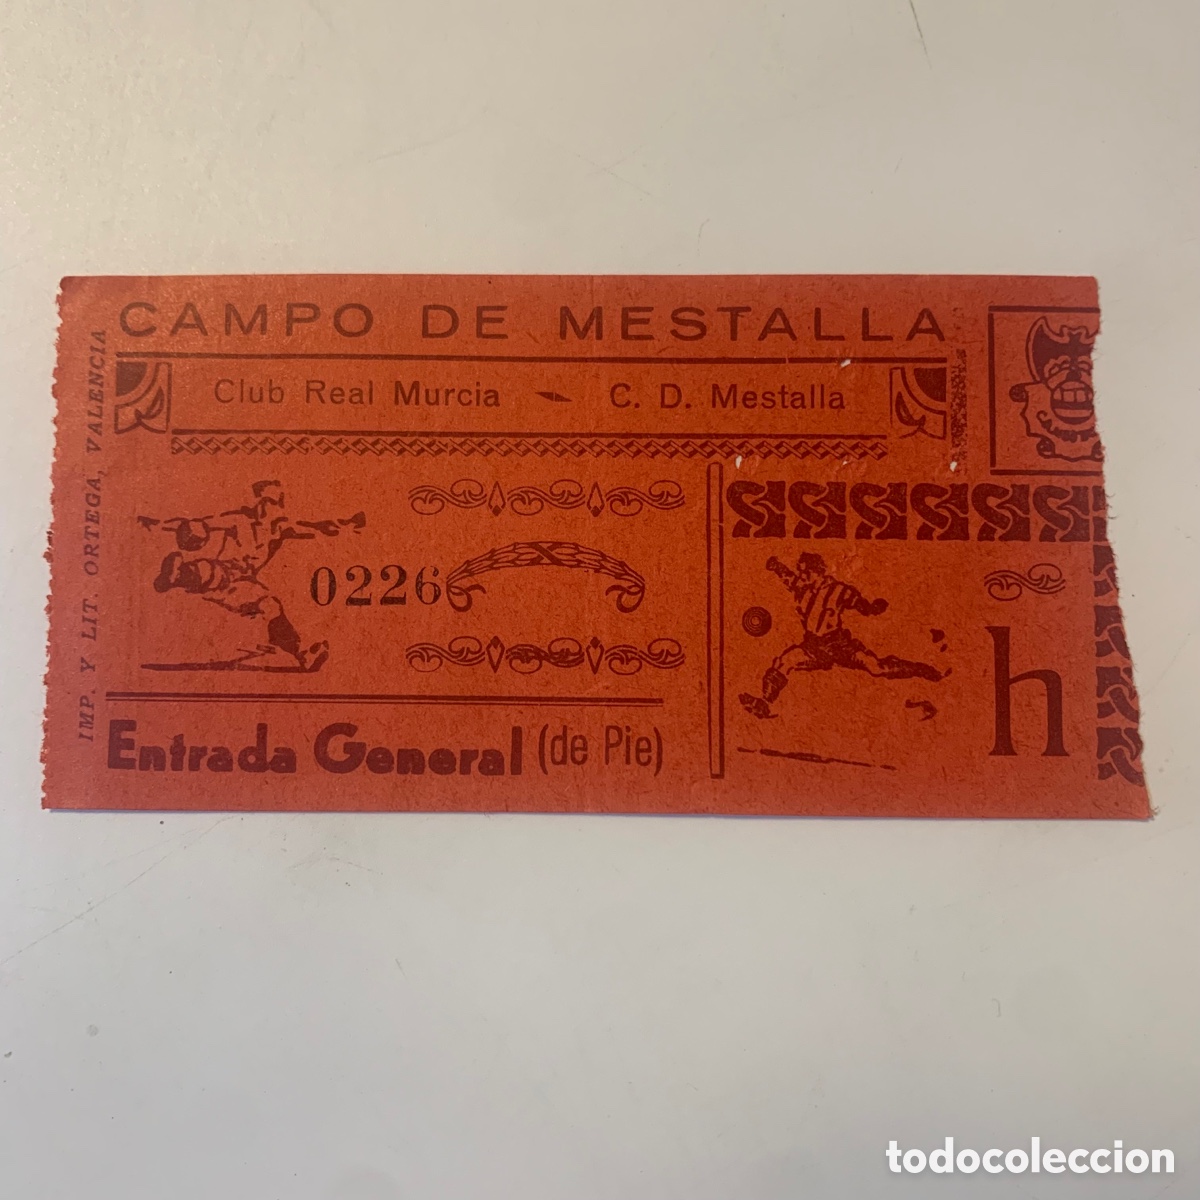 CAMPO DE MESTALLA
Club Real Murcia - C. D. Mestalla
IMP. Y LIT. ORTEGA, VALENCIA
0226
h
Entrada General (de Pie)
todocoleccion